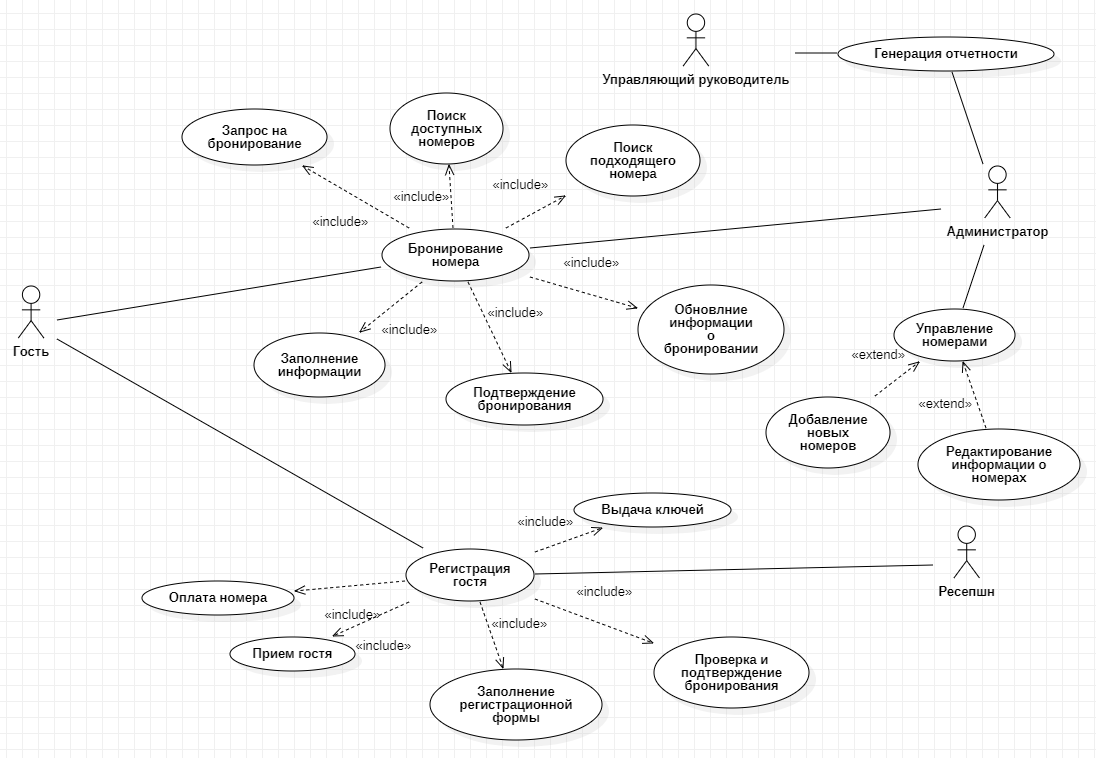 Генерация отчетности
Управляющий руководитель
Поиск
доступных
номеров
Запрос на
бронирование
Поиск
подходящего
номера
«include»
«include»
«include»
Администратор
Бронирование
номера
«include»
Обновлние
информации
о
бронировании
«include»
«include»
Гость
Управление
номерами
«extend»
Заполнение
информации
Подтверждение
бронирования
«extend»
Добавление
новых
номеров
Редактирование
информации о
номерах
Выдача ключей
«include»
Регистрация
гостя
Ресепшн
Оплата номера
«include»
«include»
«include»
«include»
Прием гостя
Проверка и
подтверждение
бронирования
Заполнение
регистрационной
формы